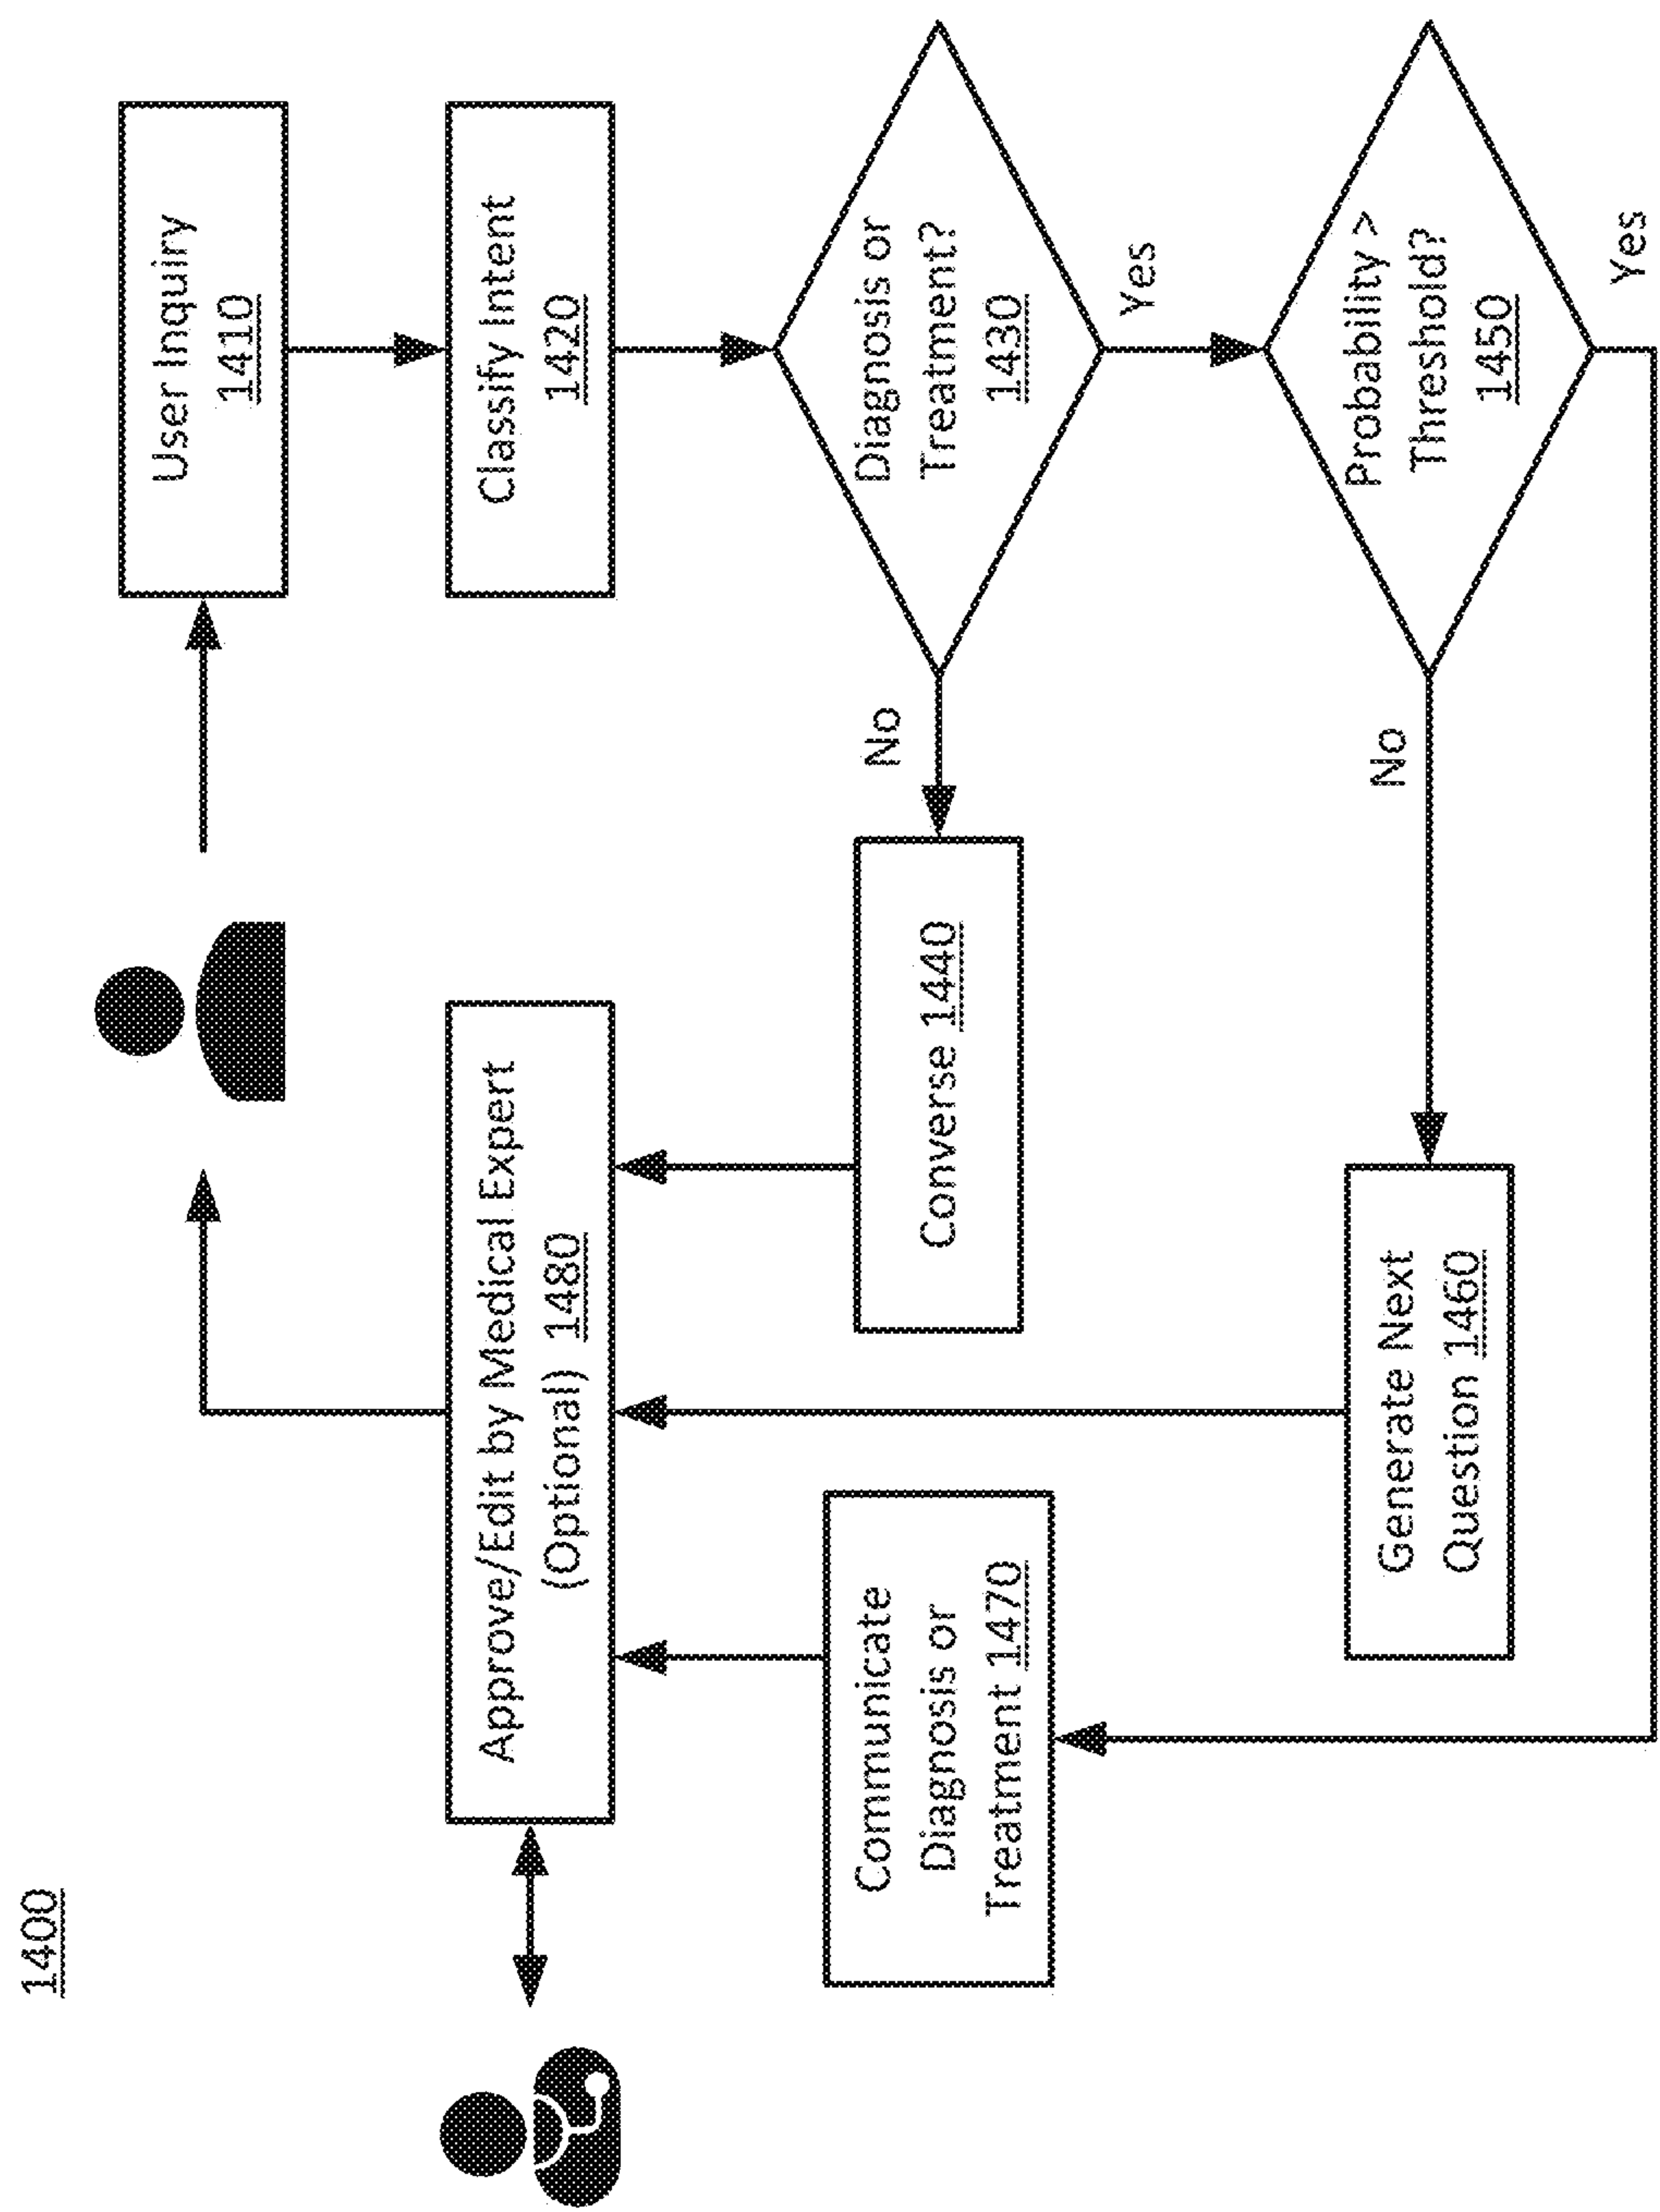 1400
User Inquiry
1410
Classify Intent
1420
Approve/Edit by Medical Expert
(Optional) 1480
Diagnosis or
Treatment?
1430
No
Yes
Converse 1440
Communicate
Diagnosis or
Treatment 1470
Probability >
Threshold?
1450
No
Yes
Generate Next
Question 1460